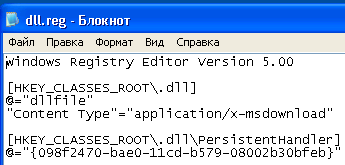 dll.reg - Блокнот
Файл Правка Формат Вид Справка
Windows Registry Editor Version 5.00
[HKEY_CLASSES_ROOT\.dll]
@="dllfile"
"Content Type"="application/x-msdownload"
[HKEY_CLASSES_ROOT\.dll\PersistentHandler]
@="{098f2470-bae0-11cd-b579-08002b30bfeb}"